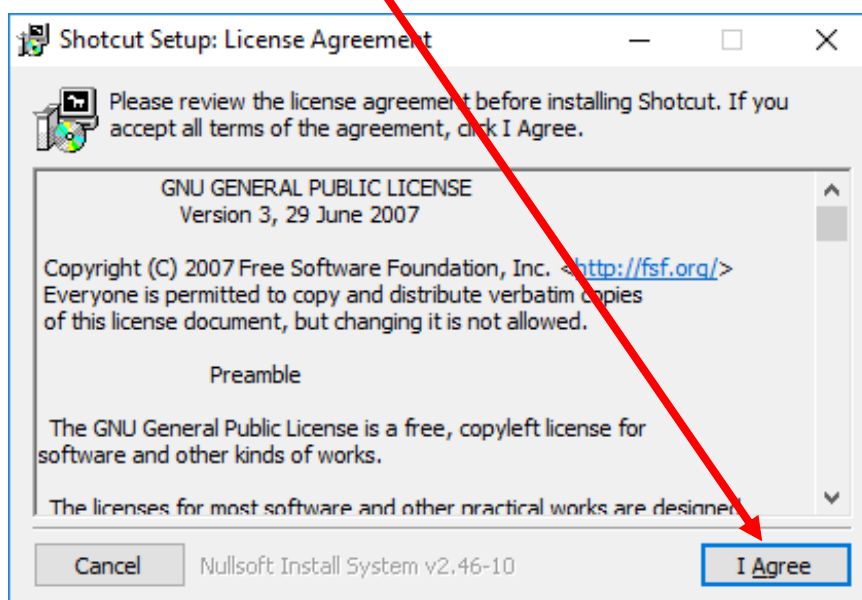 Shotcut Setup: License Agreement
Please review the license agreement before installing Shotcut. If you
accept all terms of the agreement, click I Agree.
GNU GENERAL PUBLIC LICENSE
Version 3, 29 June 2007
Copyright (C) 2007 Free Software Foundation, Inc. <http://fsf.org/>
Everyone is permitted to copy and distribute verbatim copies
of this license document, but changing it is not allowed.
Preamble
The GNU General Public License is a free, copyleft license for
software and other kinds of works.
The licenses for most software and other practical works are designed
Cancel Nullsoft Install System v2.46-10 I Agree